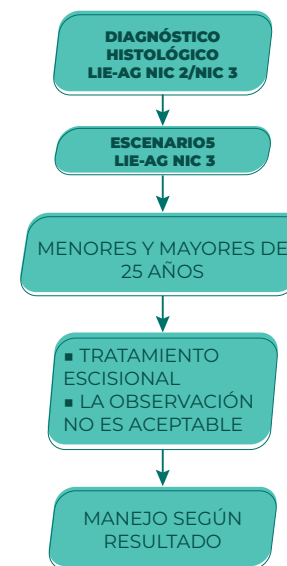 DIAGNÓSTICO
HISTOLÓGICO
LIE-AG NIC 2/NIC 3
ESCENARIO5
LIE-AG NIC 3
MENORES Y MAYORES DE
25 AÑOS
▪ TRATAMIENTO
ESCISIONAL
▪ LA OBSERVACIÓN
NO ES ACEPTABLE
MANEJO SEGÚN
RESULTADO